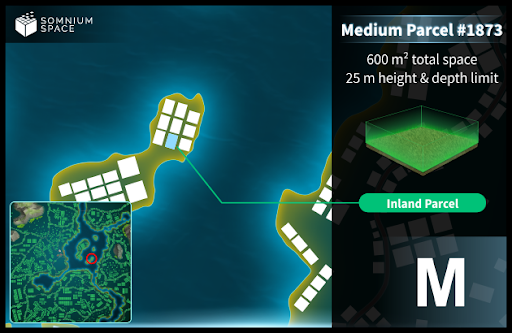 SOMNIUM
SPACE
Medium Parcel #1873
600 m² total space
25 m height & depth limit
Inland Parcel
M